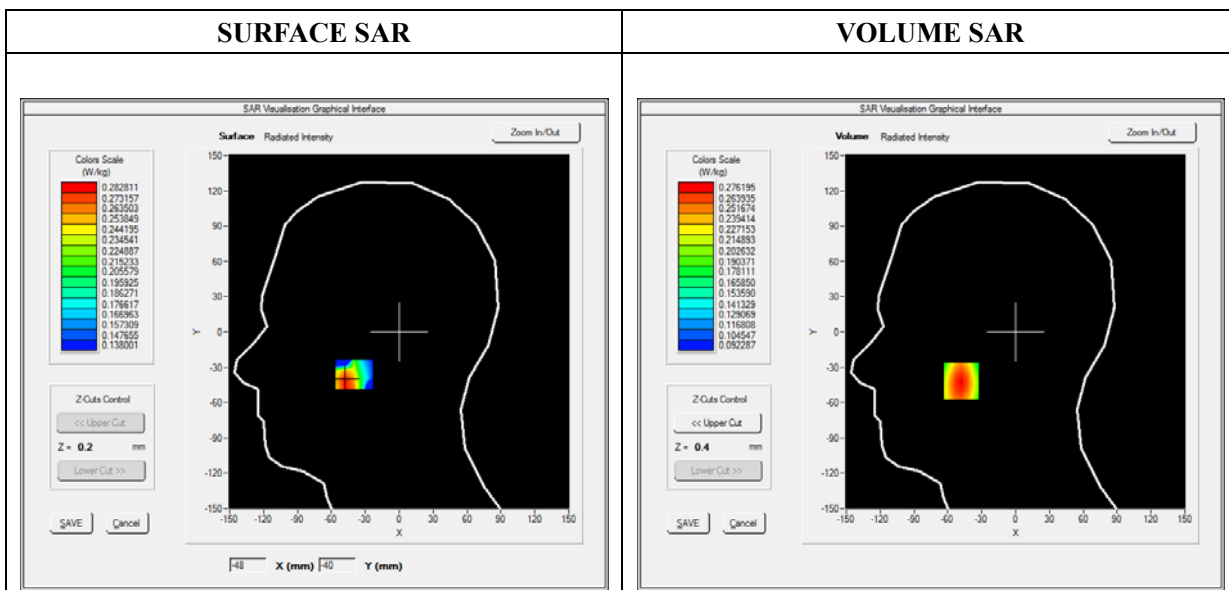 SURFACE SAR
VOLUME SAR
SAR Visualisation Graphical Interface
Surface Radiated Intensity
Zoom In/Out
Colors Scale
(W/kg)
0.282811
0.273157
0.263503
0.253849
0.244195
0.234541
0.224887
0.215233
0.205579
0.195925
0.186271
0.176617
0.166963
0.157309
0.147655
0.138001
Z-Cuts Control
<< Upper Cut
Z = 0.2 mm
Lower Cut >>
SAVE Cancel
150
120
90
60
30
0
-30
-60
-90
-120
-150
Y
-150 -120 -90 -60 -30 0 30 60 90 120 150
X
-48 X (mm) -40 Y (mm)
SAR Visualisation Graphical Interface
Volume Radiated Intensity
Zoom In/Out
Colors Scale
(W/kg)
0.276195
0.263935
0.251674
0.239414
0.227153
0.214893
0.202632
0.190371
0.178111
0.165850
0.153590
0.141329
0.129069
0.116808
0.104547
0.092287
Z-Cuts Control
<< Upper Cut
Z = 0.4 mm
Lower Cut >>
SAVE Cancel
150
120
90
60
30
0
-30
-60
-90
-120
-150
Y
-150 -120 -90 -60 -30 0 30 60 90 120 150
X